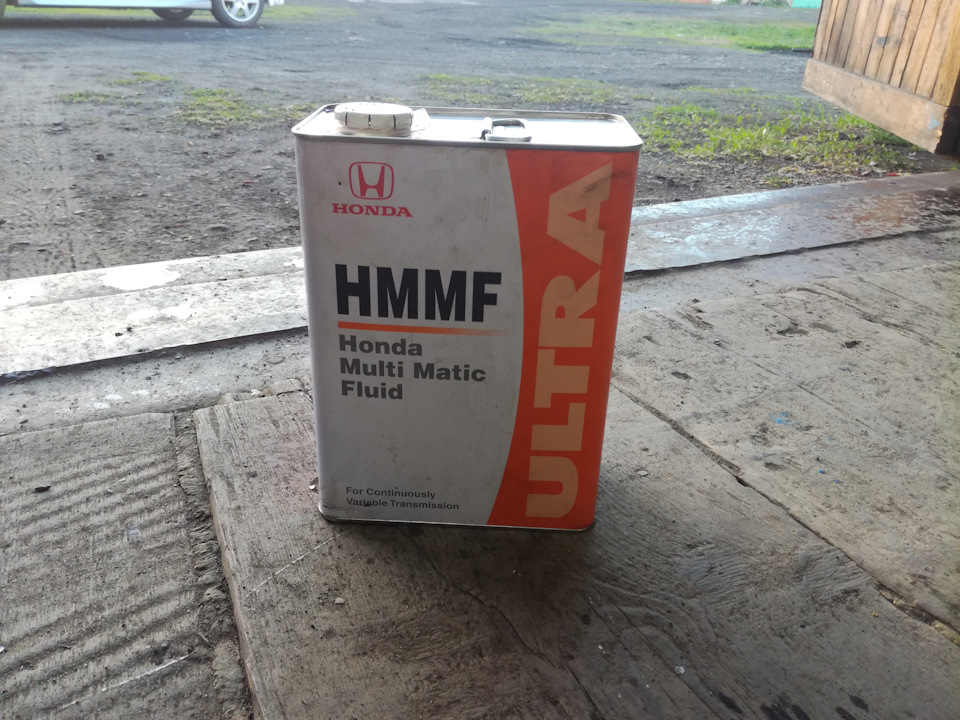 HONDA
HMMF
Honda
Multi Matic
Fluid
For Continuously
Variable Transmission
ULTRA